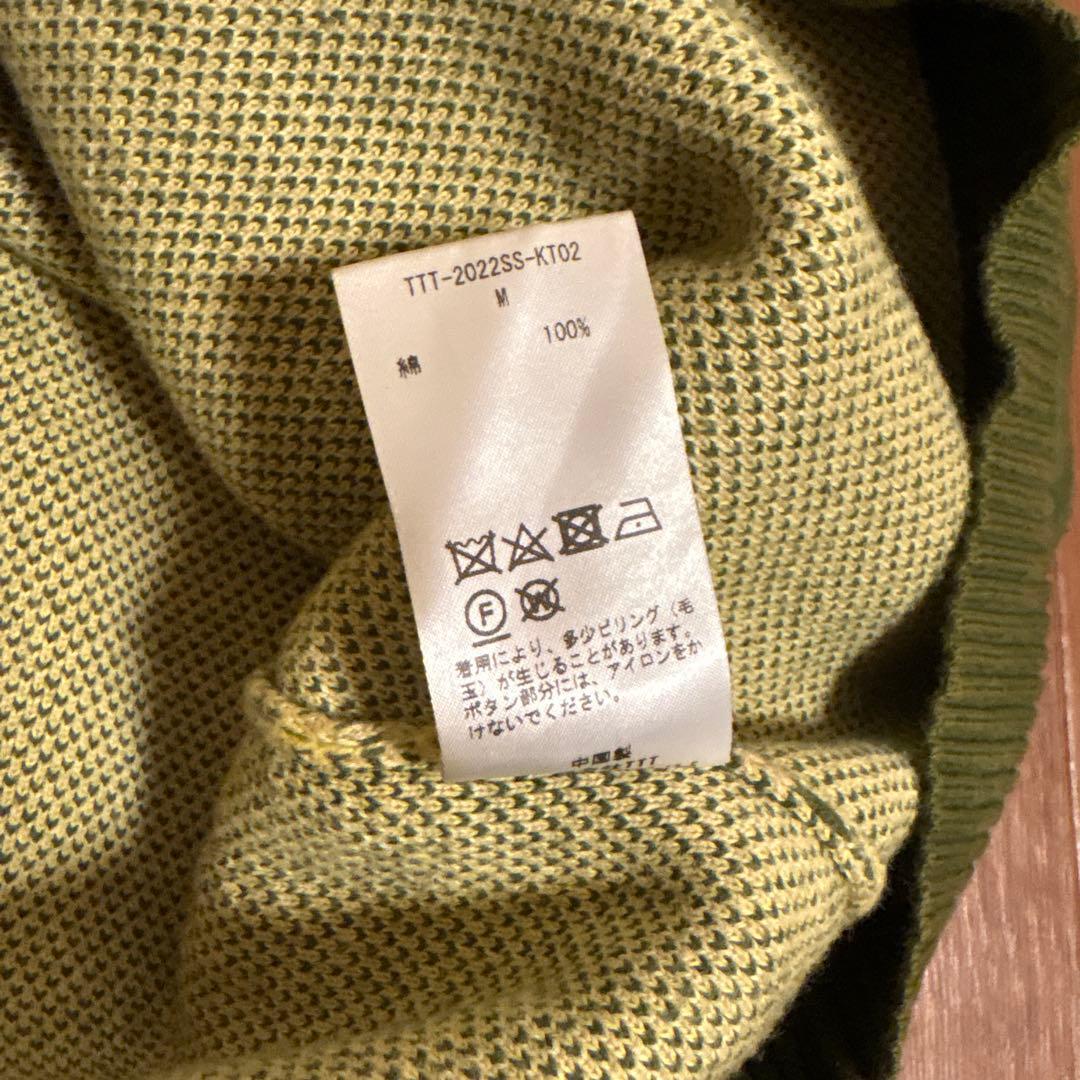 TTT-2022SS-KT02
M
綿 100%
F W
着用により、多少ピリング（毛
玉）が生じることがあります。
ボタン部分には、アイロンをか
けないでください。
中国製